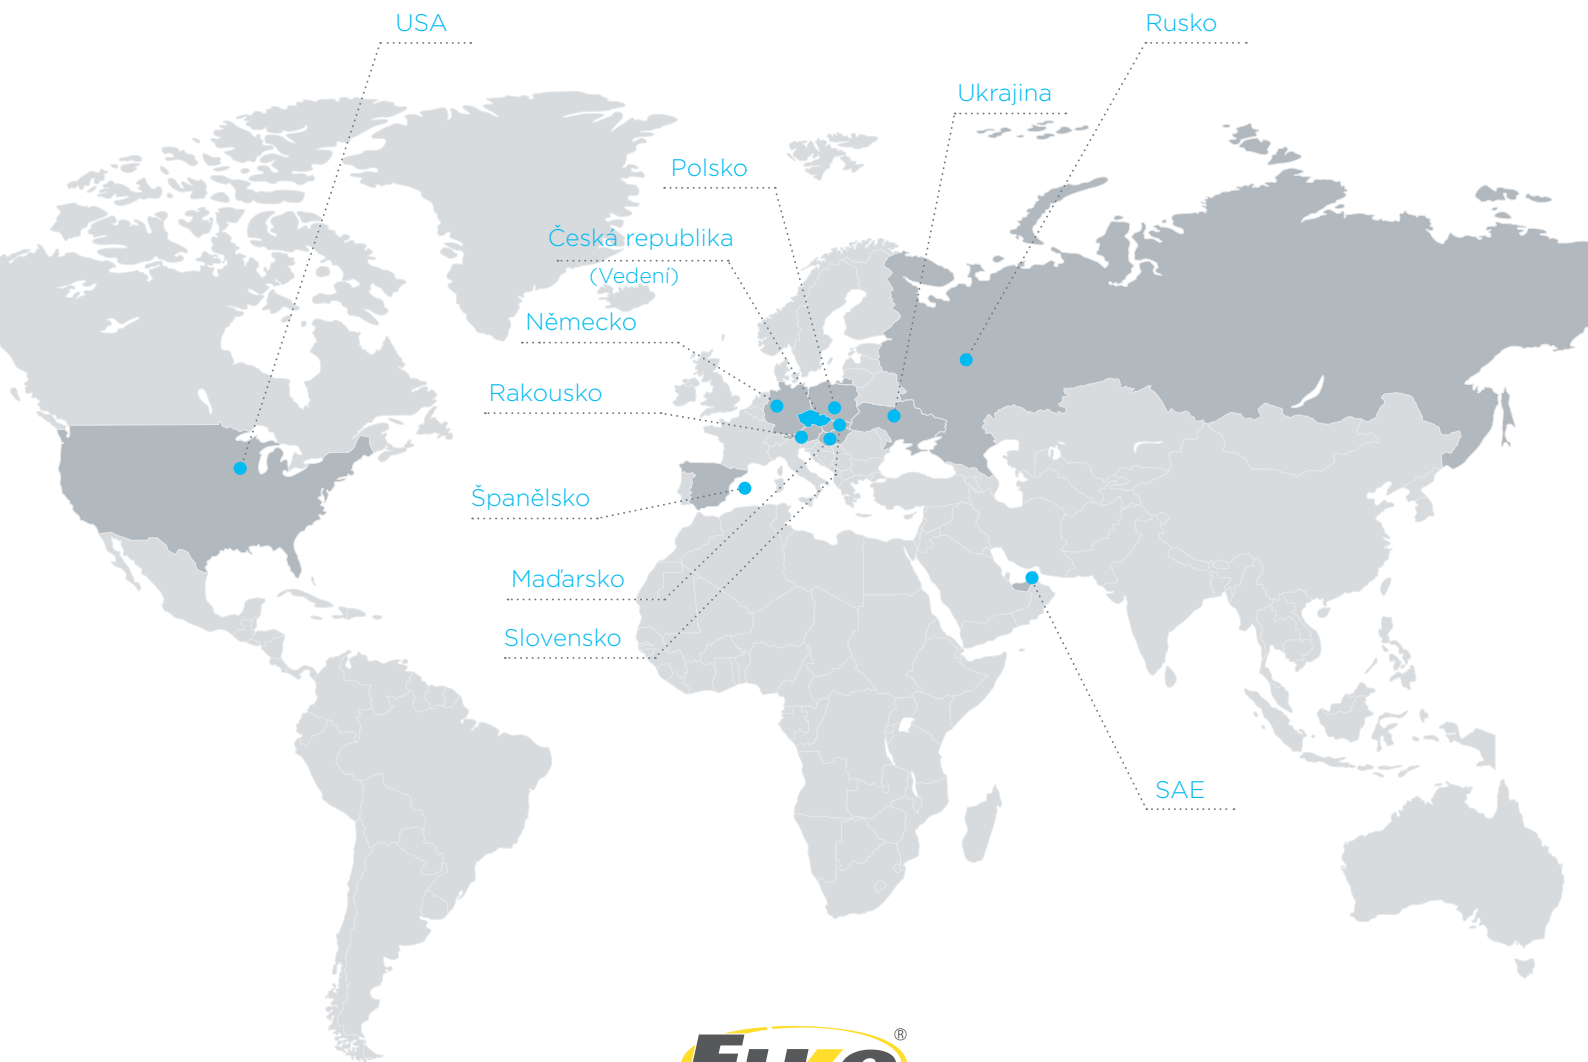 USA
Rusko
Ukrajina
Polsko
Česká republika
(Vedení)
Německo
Rakousko
Španělsko
Maďarsko
Slovensko
SAE
®